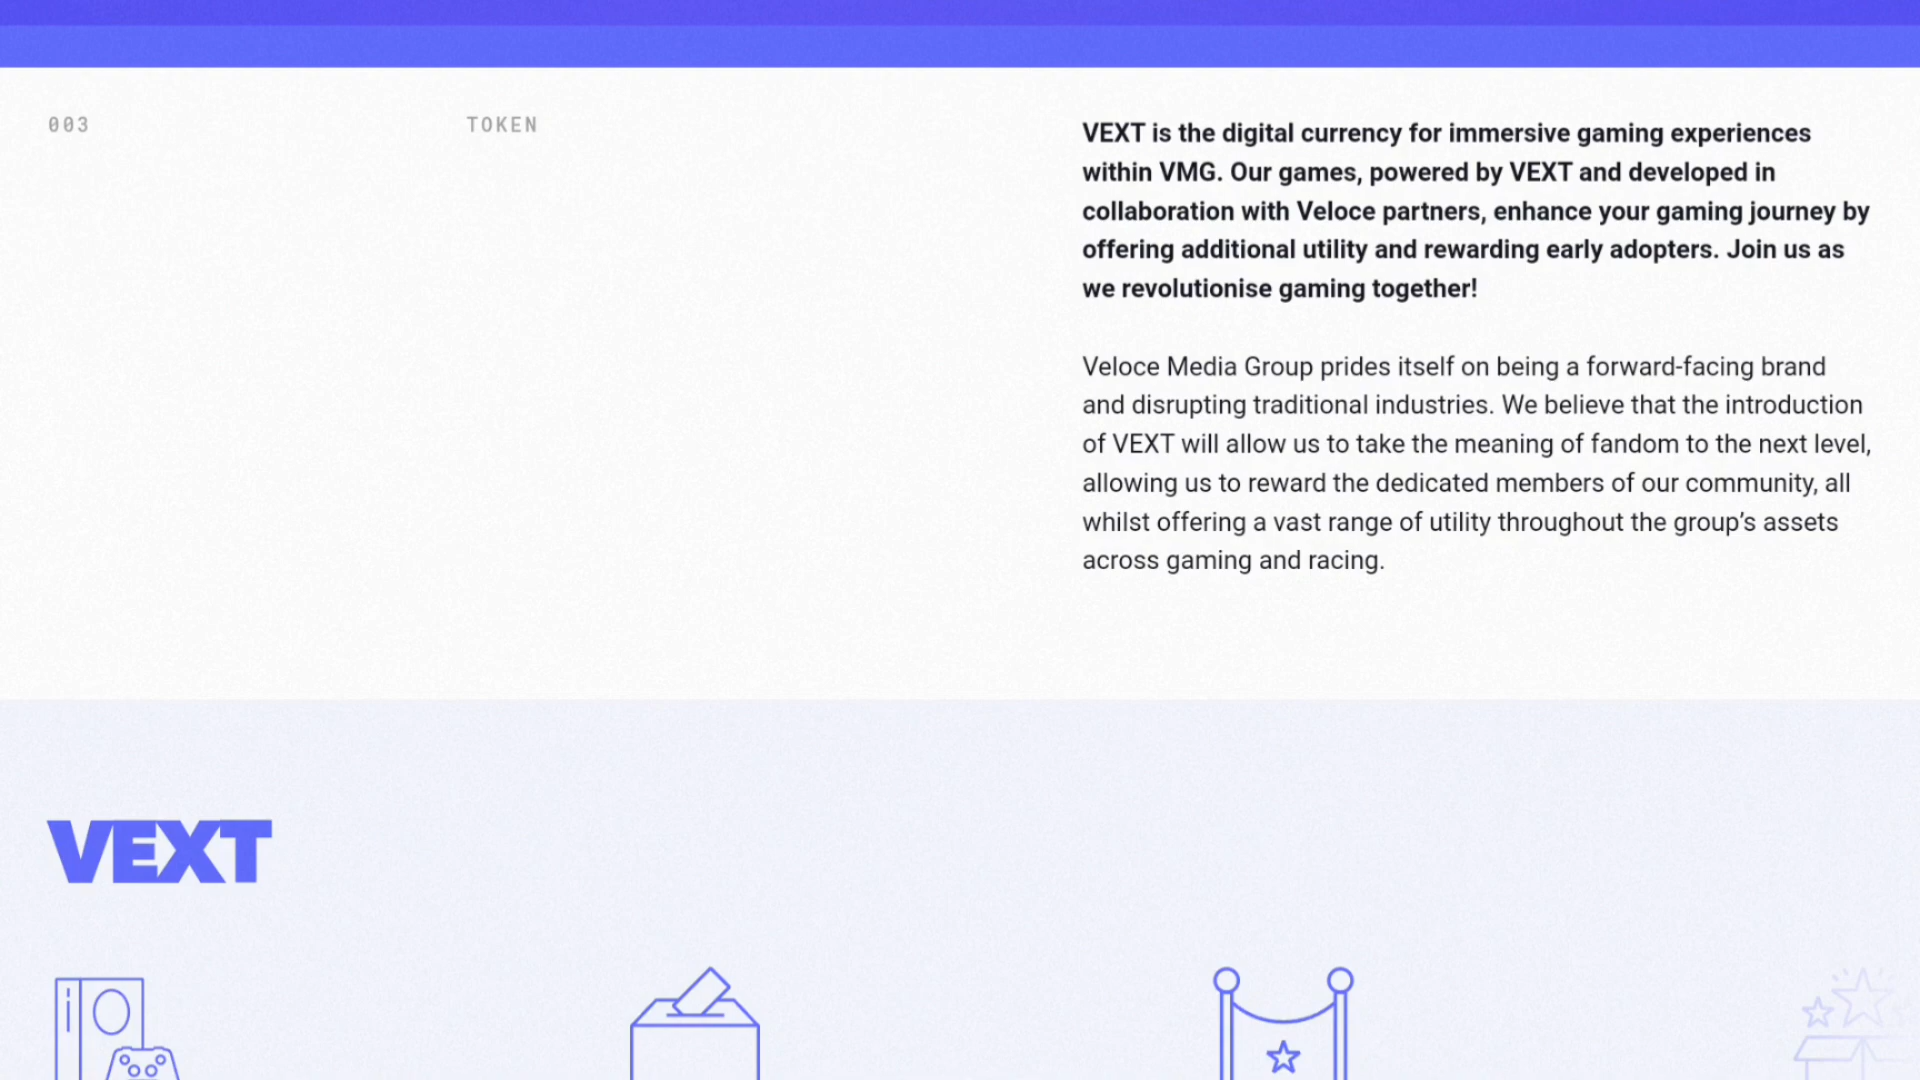 003
TOKEN
VEXT is the digital currency for immersive gaming experiences
within VMG. Our games, powered by VEXT and developed in
collaboration with Veloce partners, enhance your gaming journey by
offering additional utility and rewarding early adopters. Join us as
we revolutionise gaming together!
Veloce Media Group prides itself on being a forward-facing brand
and disrupting traditional industries. We believe that the introduction
of VEXT will allow us to take the meaning of fandom to the next level,
allowing us to reward the dedicated members of our community, all
whilst offering a vast range of utility throughout the group’s assets
across gaming and racing.
VEXT